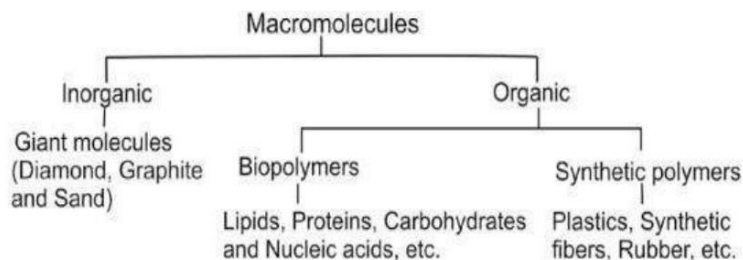 Macromolecules
Inorganic
Organic
Giant molecules
(Diamond, Graphite
and Sand)
Biopolymers
Synthetic polymers
Lipids, Proteins, Carbohydrates
and Nucleic acids, etc.
Plastics, Synthetic
fibers, Rubber, etc.